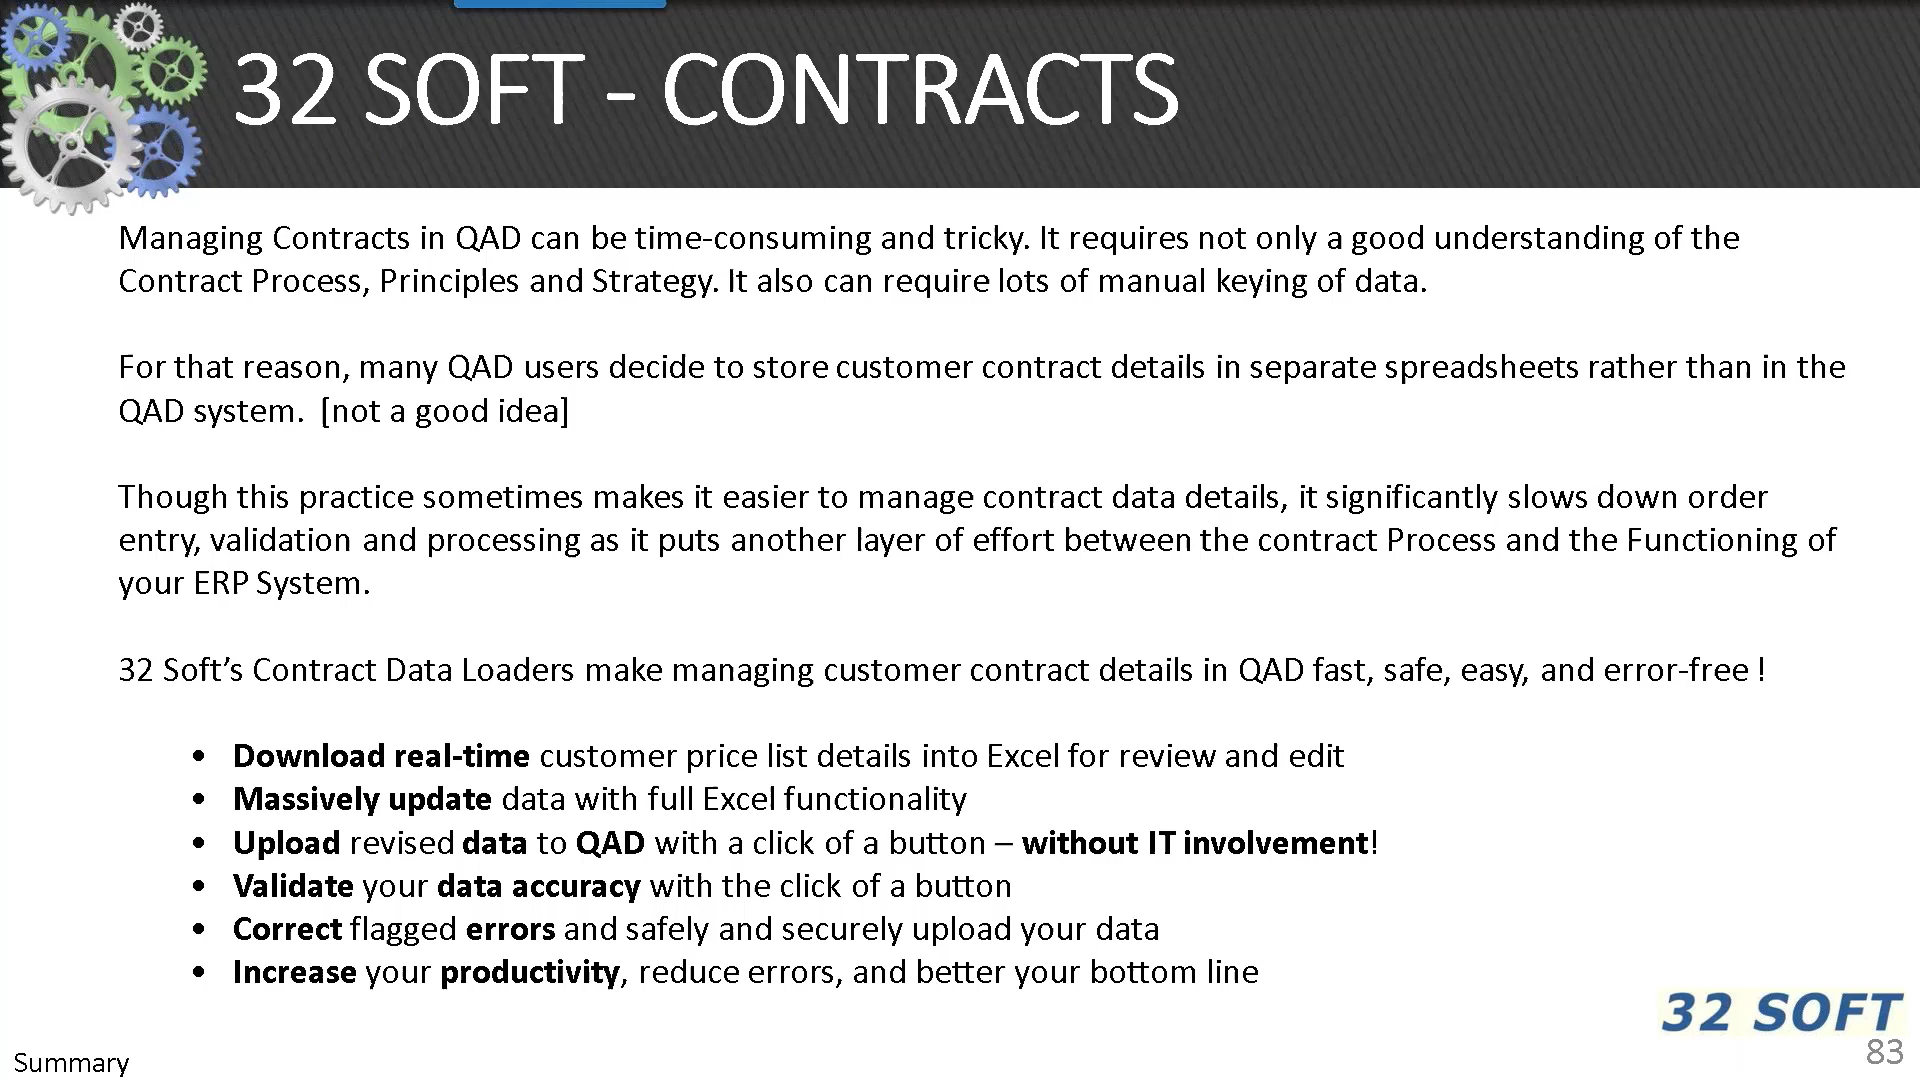 32 SOFT - CONTRACTS
Managing Contracts in QAD can be time-consuming and tricky. It requires not only a good understanding of the
Contract Process, Principles and Strategy. It also can require lots of manual keying of data.
For that reason, many QAD users decide to store customer contract details in separate spreadsheets rather than in the
QAD system.  [not a good idea]
Though this practice sometimes makes it easier to manage contract data details, it significantly slows down order
entry, validation and processing as it puts another layer of effort between the contract Process and the Functioning of
your ERP System.
32 Soft’s Contract Data Loaders make managing customer contract details in QAD fast, safe, easy, and error-free !
• Download real-time customer price list details into Excel for review and edit
• Massively update data with full Excel functionality
• Upload revised data to QAD with a click of a button – without IT involvement!
• Validate your data accuracy with the click of a button
• Correct flagged errors and safely and securely upload your data
• Increase your productivity, reduce errors, and better your bottom line
32 SOFT
83
Summary